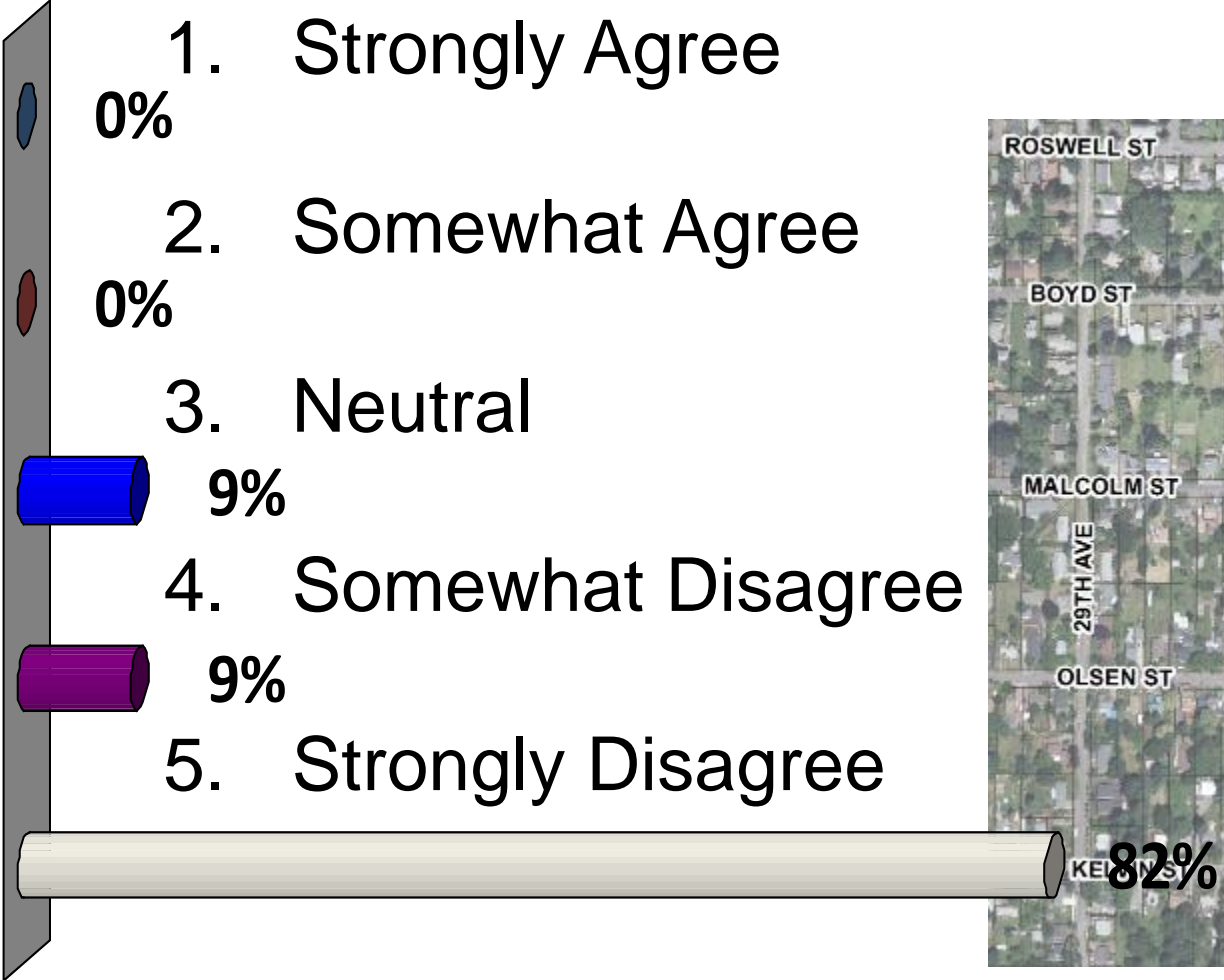 1. Strongly Agree
0%
2. Somewhat Agree
0%
3. Neutral
9%
4. Somewhat Disagree
9%
5. Strongly Disagree
82%
ROSWELL ST
BOYD ST
MALCOLM ST
29TH AVE
OLSEN ST